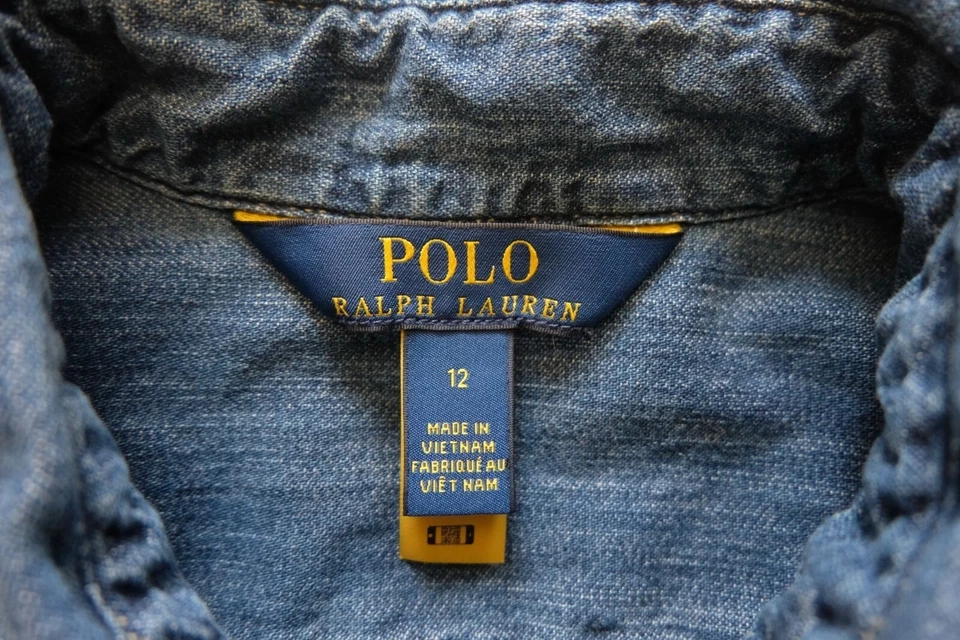 POLO
RALPH LAUREN
12
MADE IN
VIETNAM
FABRIQUÉ AU
VIÊT NAM